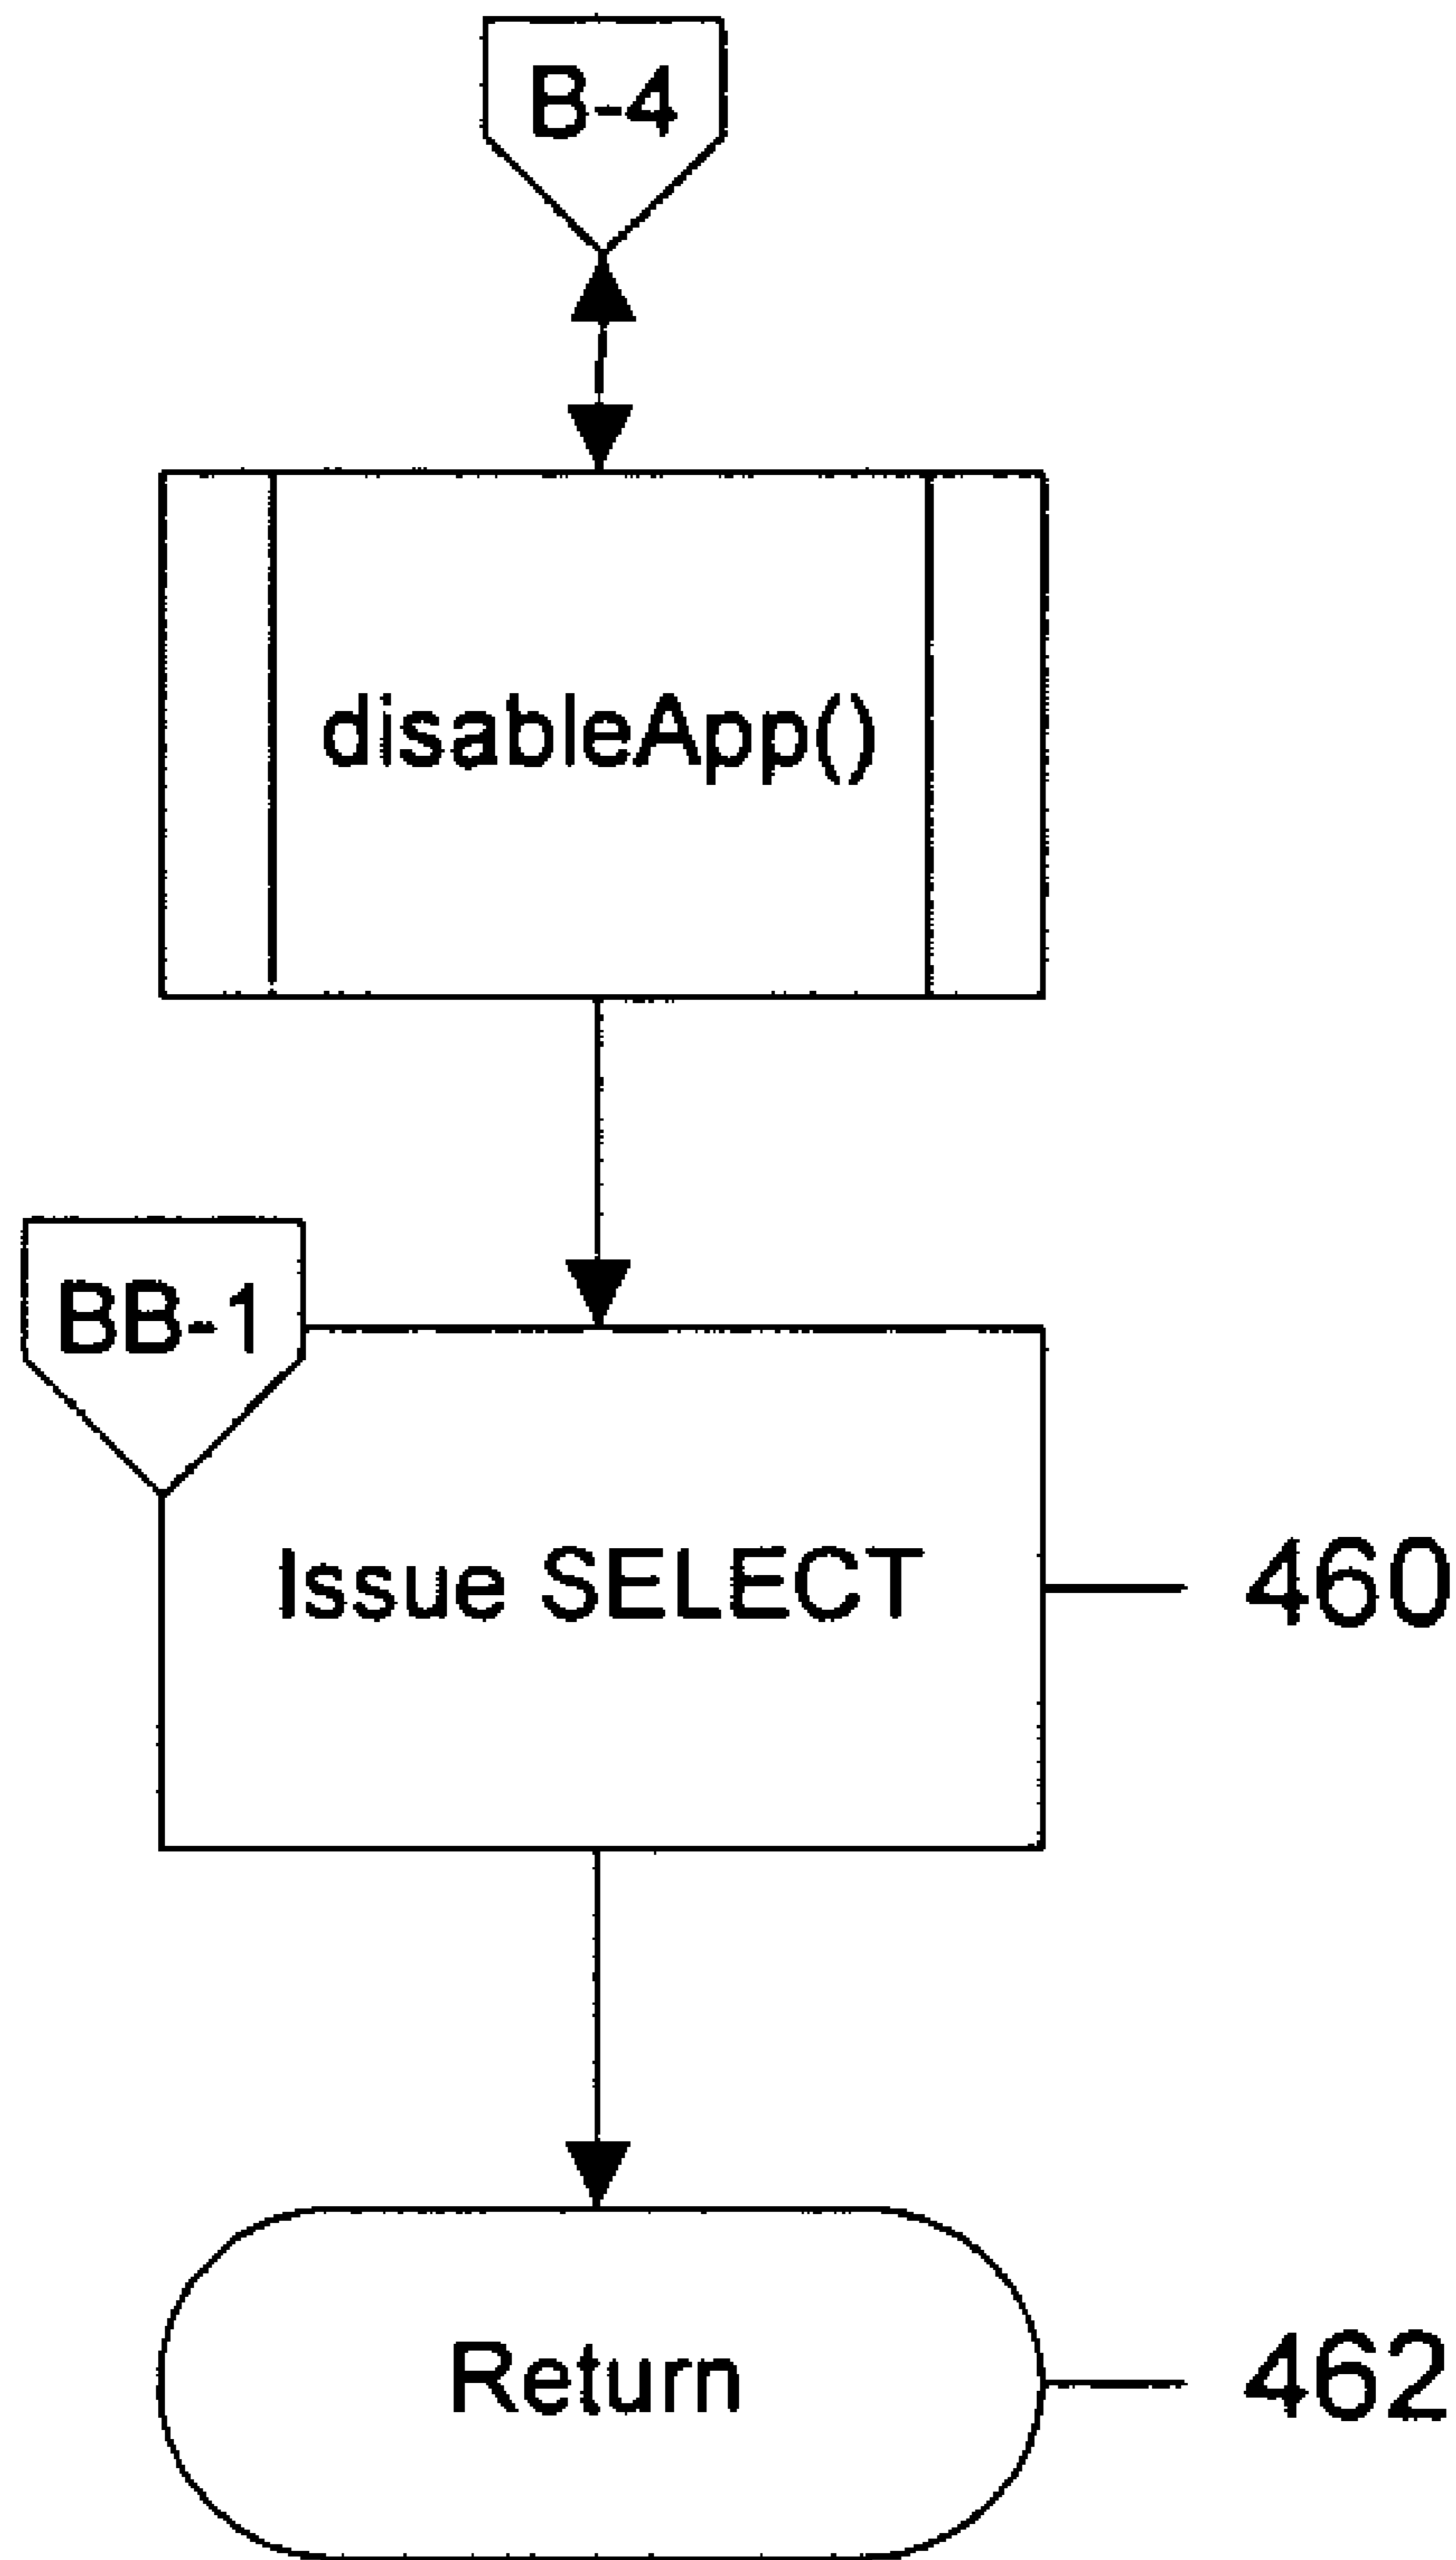 B-4
disableApp()
BB-1
Issue SELECT
460
Return
462